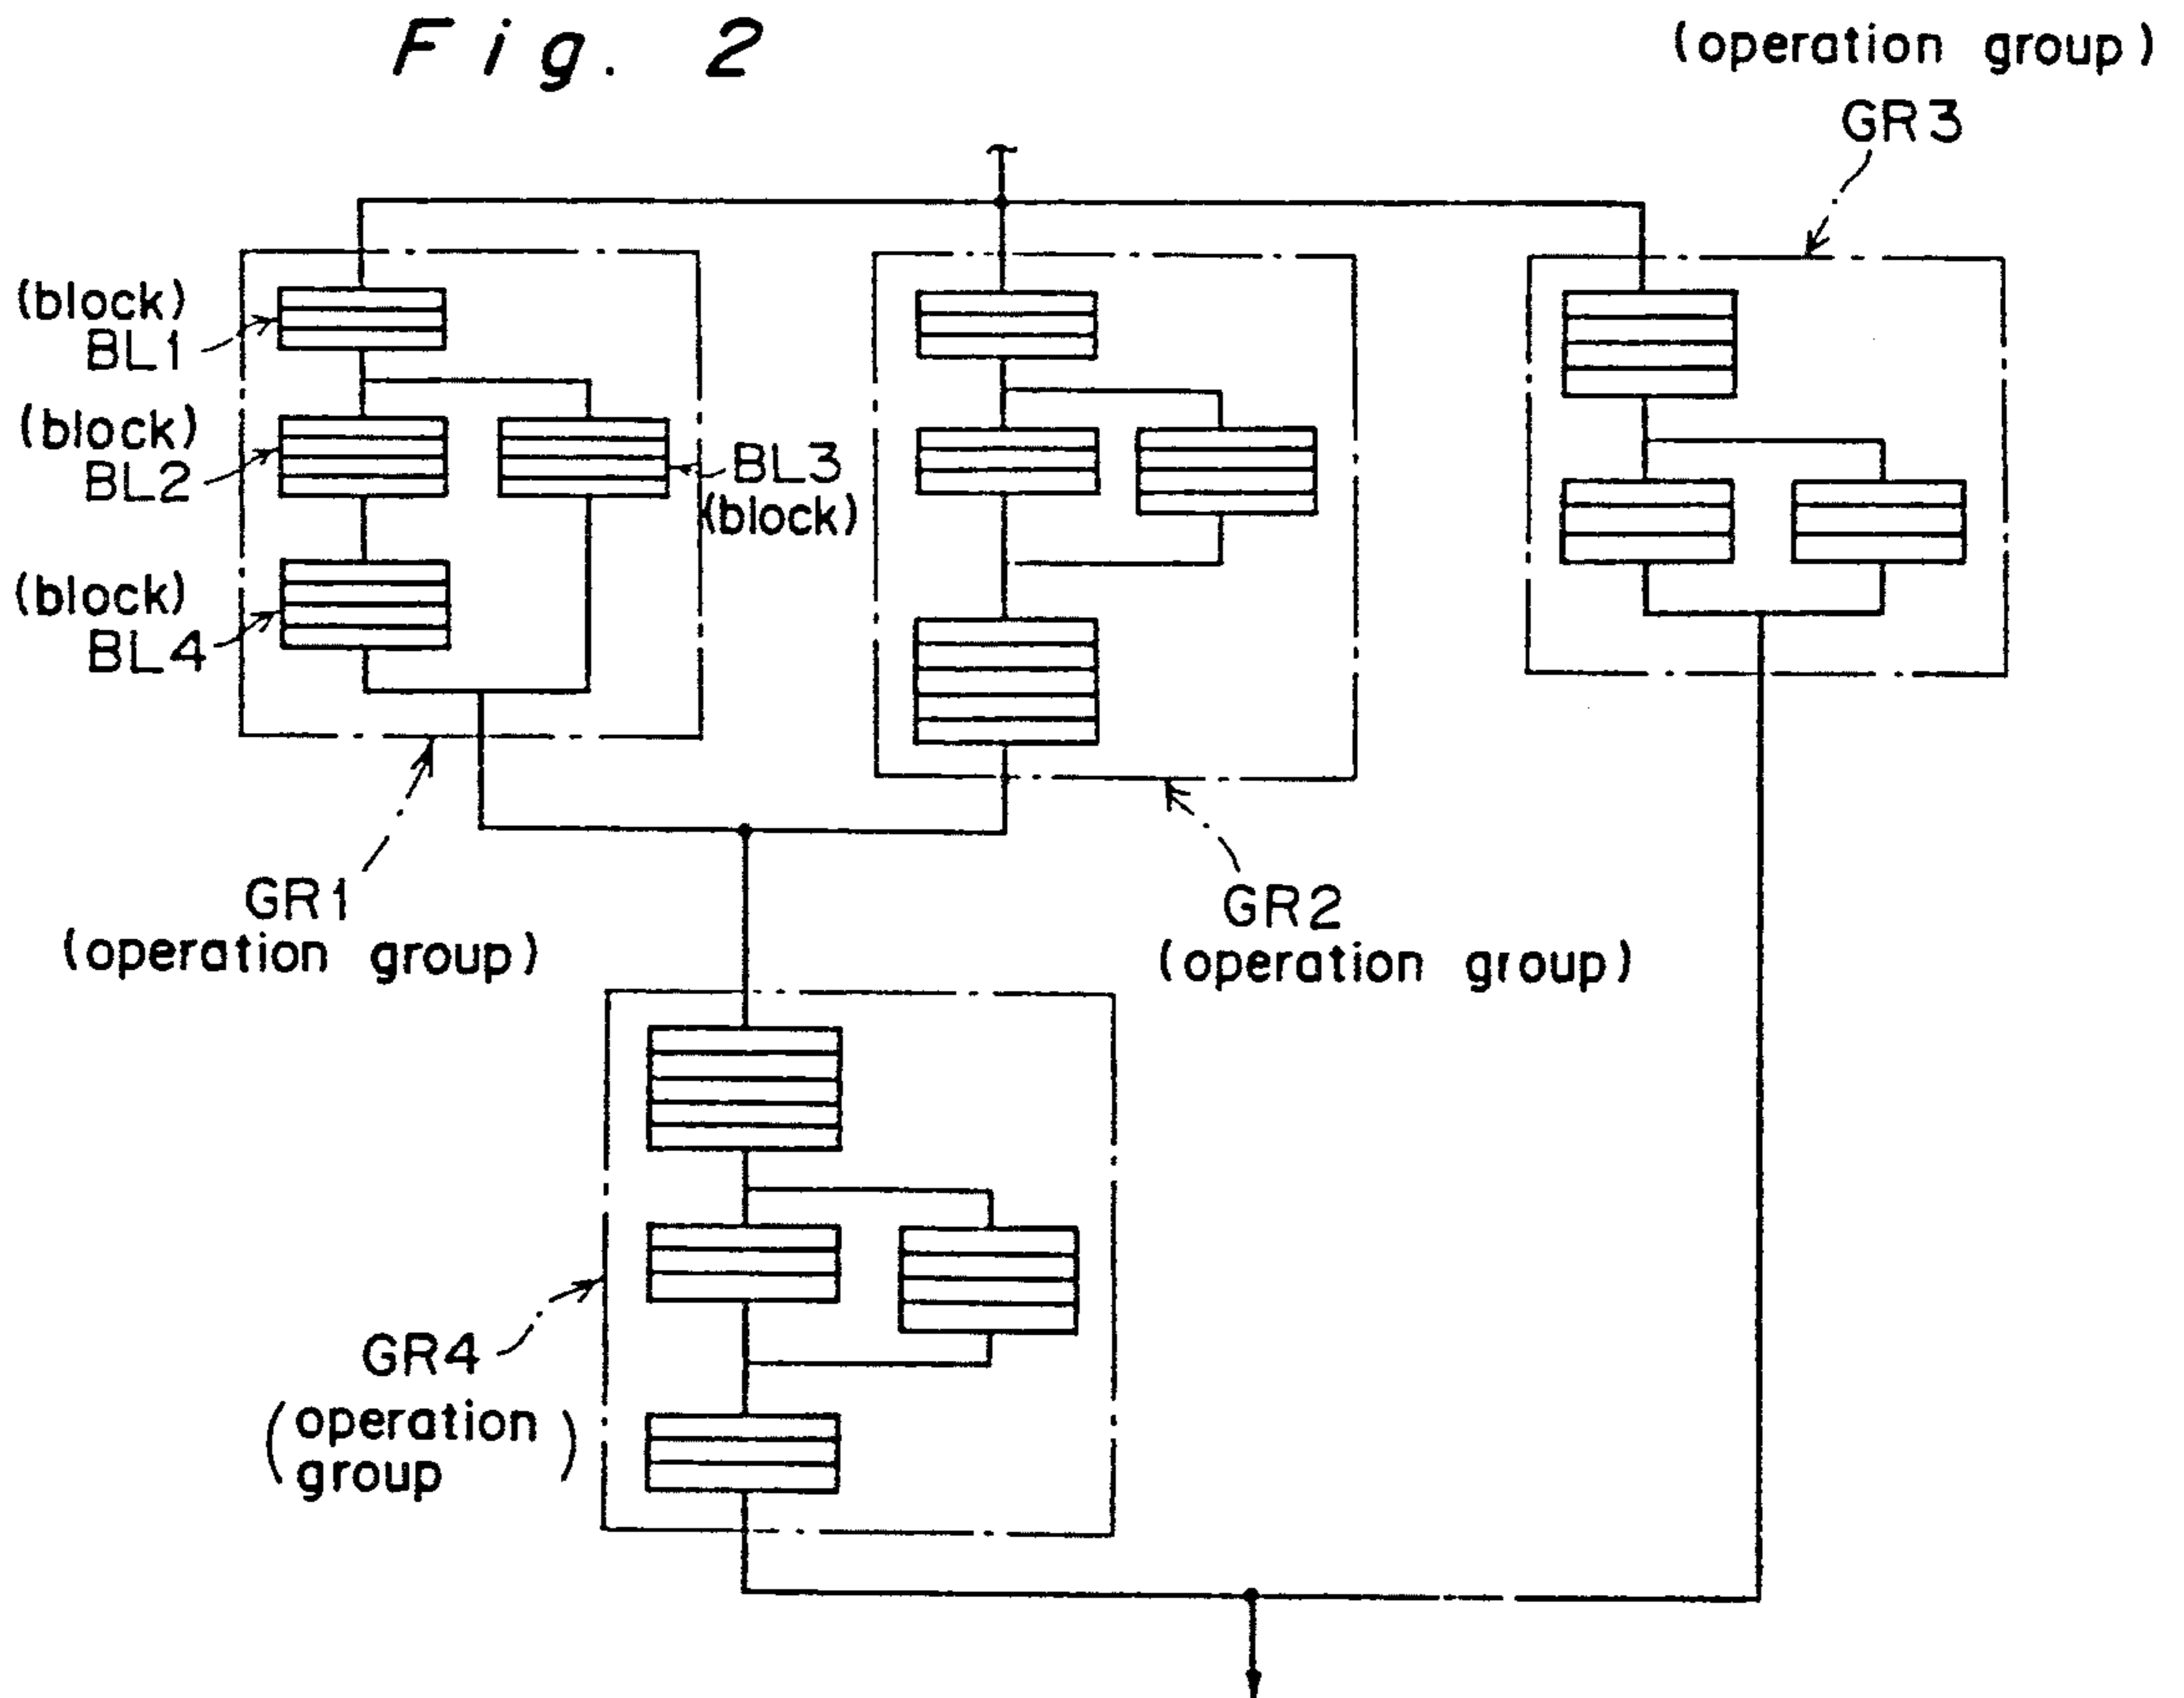 Fig. 2
(operation group)
GR3
(block)
BL1
(block)
BL2
BL3
(block)
(block)
BL4
GR1
(operation group)
GR2
(operation group)
GR4
(operation
group)